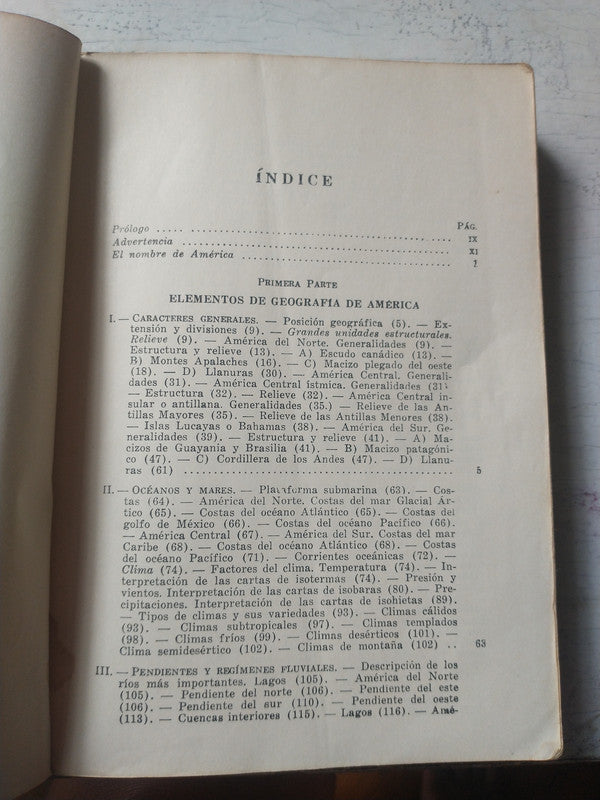 ÍNDICE
PÁG.
Prólogo ..... ........................................ IX
Advertencia ........................................ XI
El nombre de América ................................ 1
PRIMERA PARTE
ELEMENTOS DE GEOGRAFÍA DE AMÉRICA
I. — CARACTERES GENERALES. — Posición geográfica (5). — Ex-
tensión y divisiones (9). — Grandes unidades estructurales.
Relieve (9). — América del Norte. Generalidades (9). —
Estructura y relieve (13). — A) Escudo canádico (13). —
B) Montes Apalaches (16). — C) Macizo plegado del oeste
(18). — D) Llanuras (30). — América Central. Generali-
dades (31). — América Central ístmica. Generalidades (31)
— Estructura (32). — Relieve (32). — América Central in-
sular o antillana. Generalidades (35.) — Relieve de las An-
tillas Mayores (35). — Relieve de las Antillas Menores (38).
— Islas Lucayas o Bahamas (38). — América del Sur. Ge-
neralidades (39). — Estructura y relieve (41). — A) Ma-
cizos de Guayania y Brasilia (41). — B) Macizo patagóni-
co (47). — C) Cordillera de los Andes (47). — D) Llanu-
ras (61) ................................................ 5
II. — OCÉANOS Y MARES. — Plataforma submarina (63). — Cos-
tas (64). — América del Norte. Costas del mar Glacial Ár-
tico (65). — Costas del océano Atlántico (65). — Costas del
golfo de México (66). — Costas del océano Pacífico (66).
— América Central (67). — América del Sur. Costas del mar
Caribe (68). — Costas del océano Atlántico (68). — Costas
del océano Pacífico (71). — Corrientes oceánicas (72). —
Clima (74). — Factores del clima. Temperatura (74). — In-
terpretación de las cartas de isotermas (74). — Presión y
vientos. Interpretación de las cartas de isobaras (80). — Pre-
cipitaciones. Interpretación de las cartas de isohietas (89).
— Tipos de climas y sus variedades (93). — Climas cálidos
(93). — Climas subtropicales (97). — Climas templados
(98). — Climas fríos (99). — Climas desérticos (101). —
Clima semidesértico (102). — Climas de montaña (102) .. 63
III. — PENDIENTES Y REGÍMENES FLUVIALES. — Descripción de los
ríos más importantes. Lagos (105). — América del Norte
(105). — Pendiente del norte (106). — Pendiente del este
(106). — Pendiente del sur (110). — Pendiente del oeste
(113). — Cuencas interiores (115). — Lagos (116). — Amé-